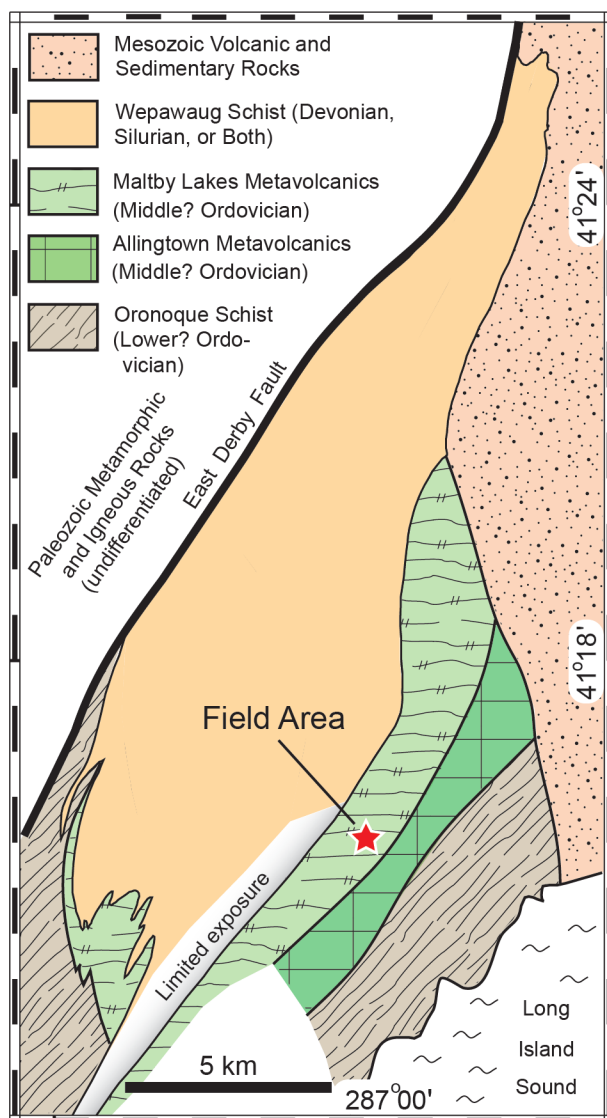 Mesozoic Volcanic and
Sedimentary Rocks
Wepawaug Schist (Devonian,
Silurian, or Both)
Maltby Lakes Metavolcanics
(Middle? Ordovician)
Allingtown Metavolcanics
(Middle? Ordovician)
Oronoque Schist
(Lower? Ordo-
vician)
41°24'
East Derby Fault
Paleozoic Metamorphic
and Igneous Rocks
(undifferentiated)
41°18'
Field Area
Limited exposure
5 km
287°00'
Long
Island
Sound